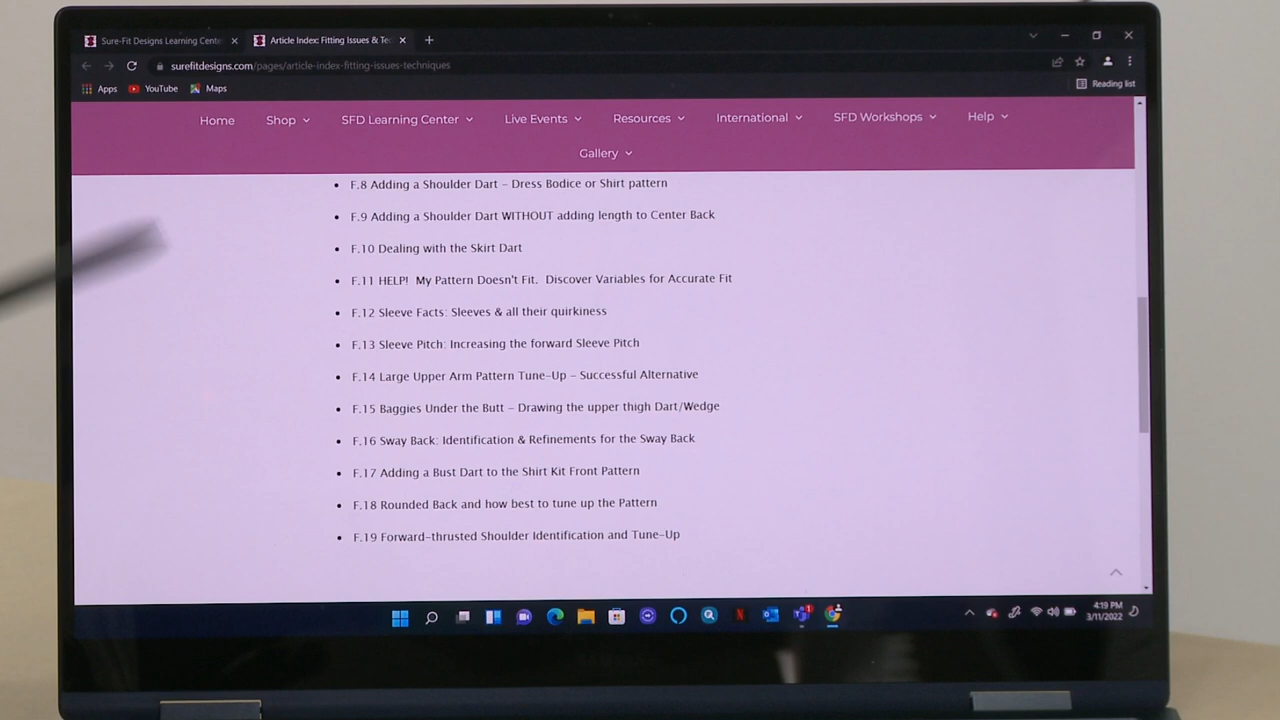 Sure-Fit Designs Learning Cente
Article Index: Fitting Issues & Te
surefitdesigns.com/pages/article-index-fitting-issues-techniques
Apps YouTube Maps Reading list
Home Shop SFD Learning Center Live Events Resources International SFD Workshops Help
Gallery
• F.8 Adding a Shoulder Dart – Dress Bodice or Shirt pattern
• F.9 Adding a Shoulder Dart WITHOUT adding length to Center Back
• F.10 Dealing with the Skirt Dart
• F.11 HELP! My Pattern Doesn't Fit. Discover Variables for Accurate Fit
• F.12 Sleeve Facts: Sleeves & all their quirkiness
• F.13 Sleeve Pitch: Increasing the forward Sleeve Pitch
• F.14 Large Upper Arm Pattern Tune-Up – Successful Alternative
• F.15 Baggies Under the Butt – Drawing the upper thigh Dart/Wedge
• F.16 Sway Back: Identification & Refinements for the Sway Back
• F.17 Adding a Bust Dart to the Shirt Kit Front Pattern
• F.18 Rounded Back and how best to tune up the Pattern
• F.19 Forward-thrusted Shoulder Identification and Tune-Up
4:19 PM
3/11/2022